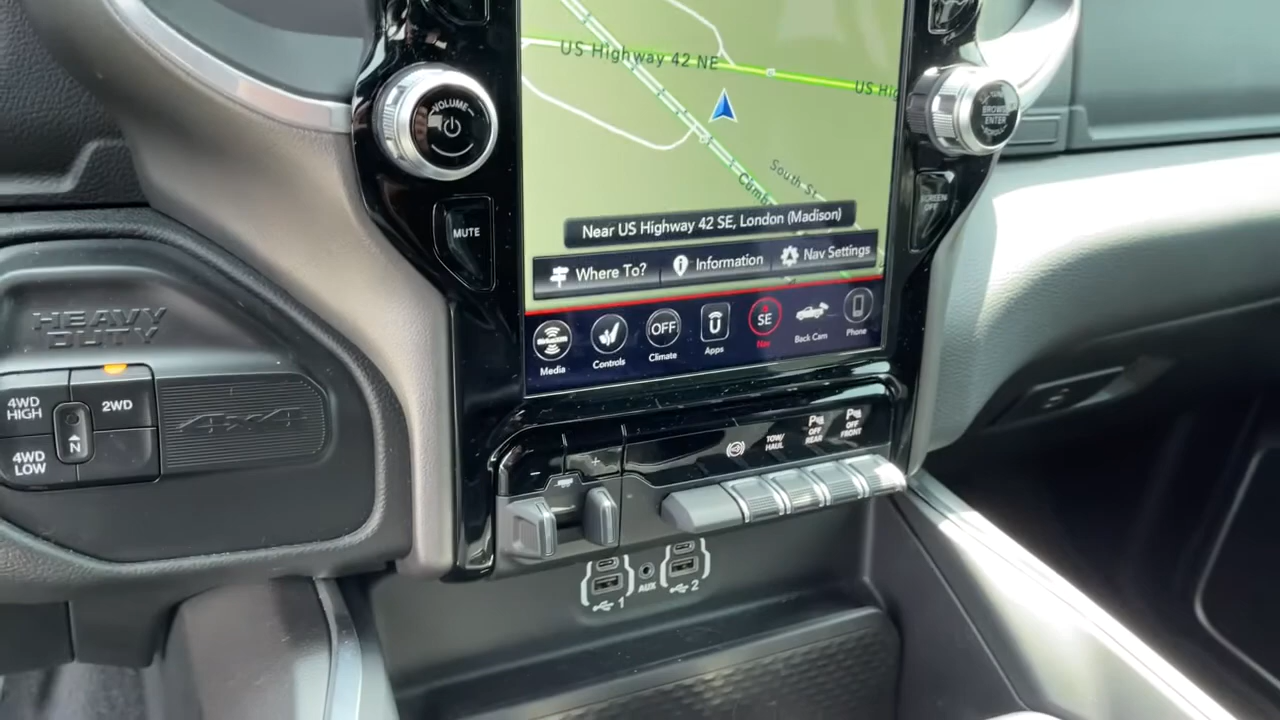 US Highway 42 NE
US Hig
VOLUME
BROWSE
ENTER
South St
Cumb
SCREEN
OFF
MUTE
Near US Highway 42 SE, London (Madison)
Where To?
Information
Nav Settings
Media
Controls
OFF
Climate
Apps
SE
Nav
Back Cam
Phone
HEAVY
DUTY
4WD
HIGH
2WD
N
4WD
LOW
4x4
- +
TOW/
HAUL
P
OFF
REAR
P
OFF
FRONT
1
AUX
2